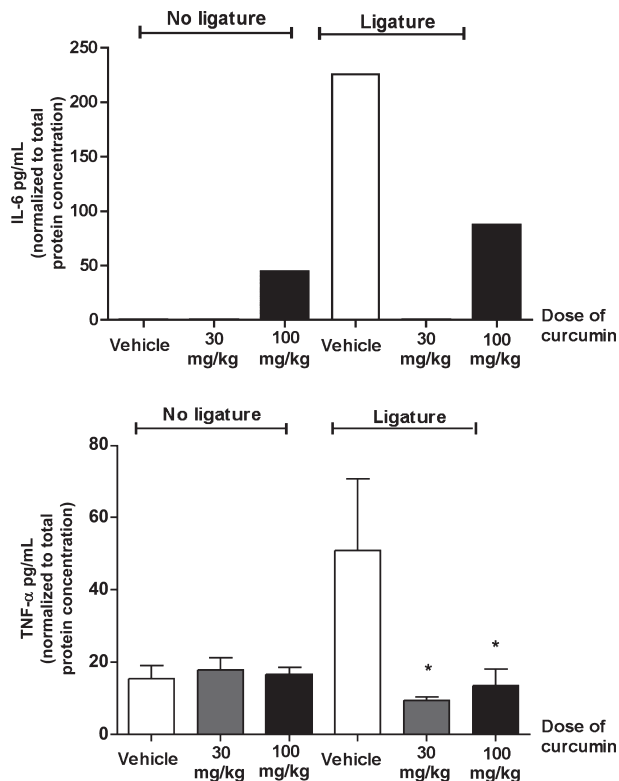 No ligature
Ligature
IL-6 pg/mL
(normalized to total
protein concentration)
250
200
150
100
50
0
Vehicle
30
mg/kg
100
mg/kg
Vehicle
30
mg/kg
100
mg/kg
Dose of
curcumin
No ligature
Ligature
TNF-α pg/mL
(normalized to total
protein concentration)
80
60
40
20
0
*
*
Vehicle
30
mg/kg
100
mg/kg
Vehicle
30
mg/kg
100
mg/kg
Dose of
curcumin